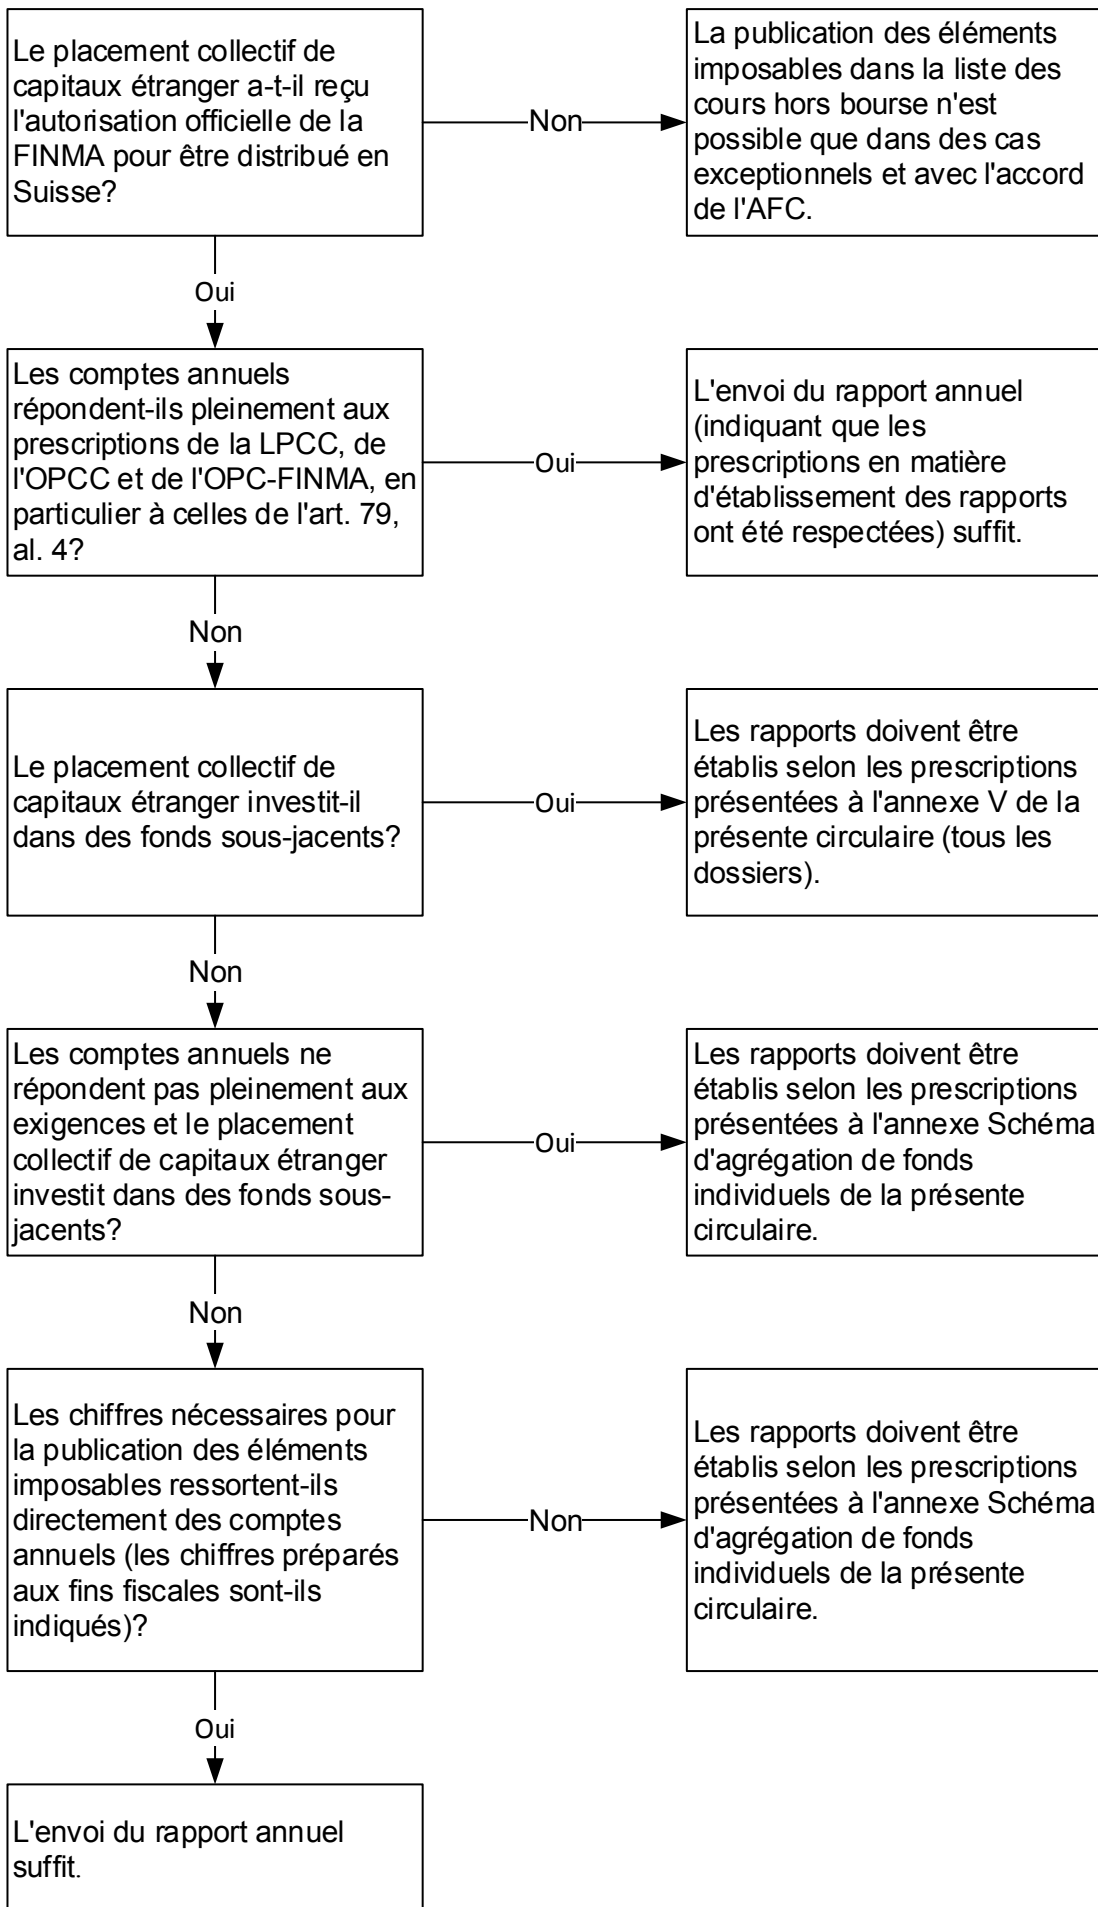 Le placement collectif de
capitaux étranger a-t-il reçu
l'autorisation officielle de la
FINMA pour être distribué en
Suisse?
Non
La publication des éléments
imposables dans la liste des
cours hors bourse n'est
possible que dans des cas
exceptionnels et avec l'accord
de l'AFC.
Oui
Les comptes annuels
répondent-ils pleinement aux
prescriptions de la LPCC, de
l'OPCC et de l'OPC-FINMA, en
particulier à celles de l'art. 79,
al. 4?
Oui
L'envoi du rapport annuel
(indiquant que les
prescriptions en matière
d'établissement des rapports
ont été respectées) suffit.
Non
Le placement collectif de
capitaux étranger investit-il
dans des fonds sous-jacents?
Oui
Les rapports doivent être
établis selon les prescriptions
présentées à l'annexe V de la
présente circulaire (tous les
dossiers).
Non
Les comptes annuels ne
répondent pas pleinement aux
exigences et le placement
collectif de capitaux étranger
investit dans des fonds sous-
jacents?
Oui
Les rapports doivent être
établis selon les prescriptions
présentées à l'annexe Schéma
d'agrégation de fonds
individuels de la présente
circulaire.
Non
Les chiffres nécessaires pour
la publication des éléments
imposables ressortent-ils
directement des comptes
annuels (les chiffres préparés
aux fins fiscales sont-ils
indiqués)?
Non
Les rapports doivent être
établis selon les prescriptions
présentées à l'annexe Schéma
d'agrégation de fonds
individuels de la présente
circulaire.
Oui
L'envoi du rapport annuel
suffit.